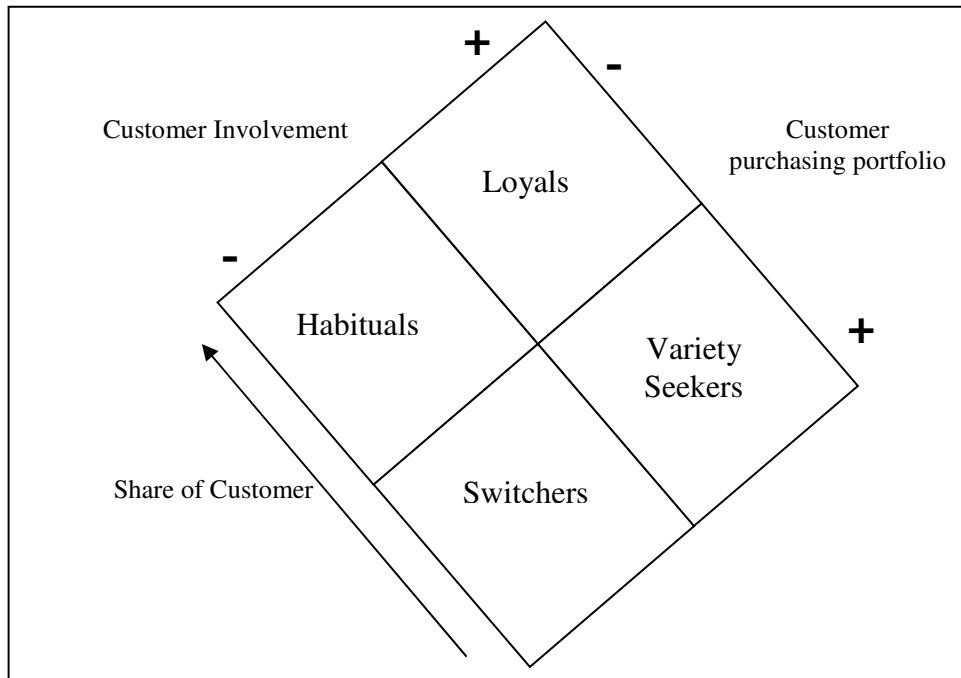 +
-
Customer Involvement
Customer
purchasing portfolio
Loyals
-
Habituals
+
Variety
Seekers
Share of Customer
Switchers